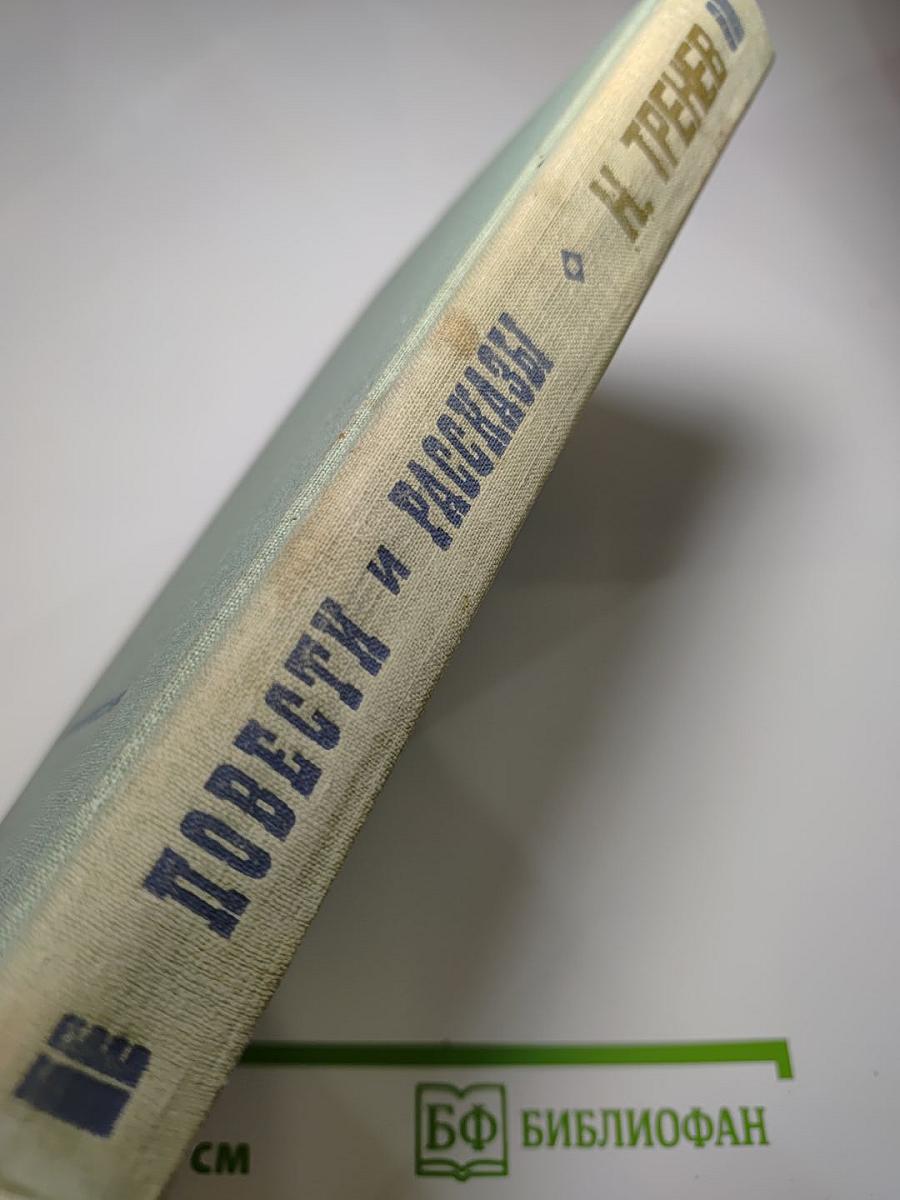 ПОВЕСТИ и РАССКАЗЫ
Н. ТРЕНЕВ
СМ
БФ БИБЛИОФАН